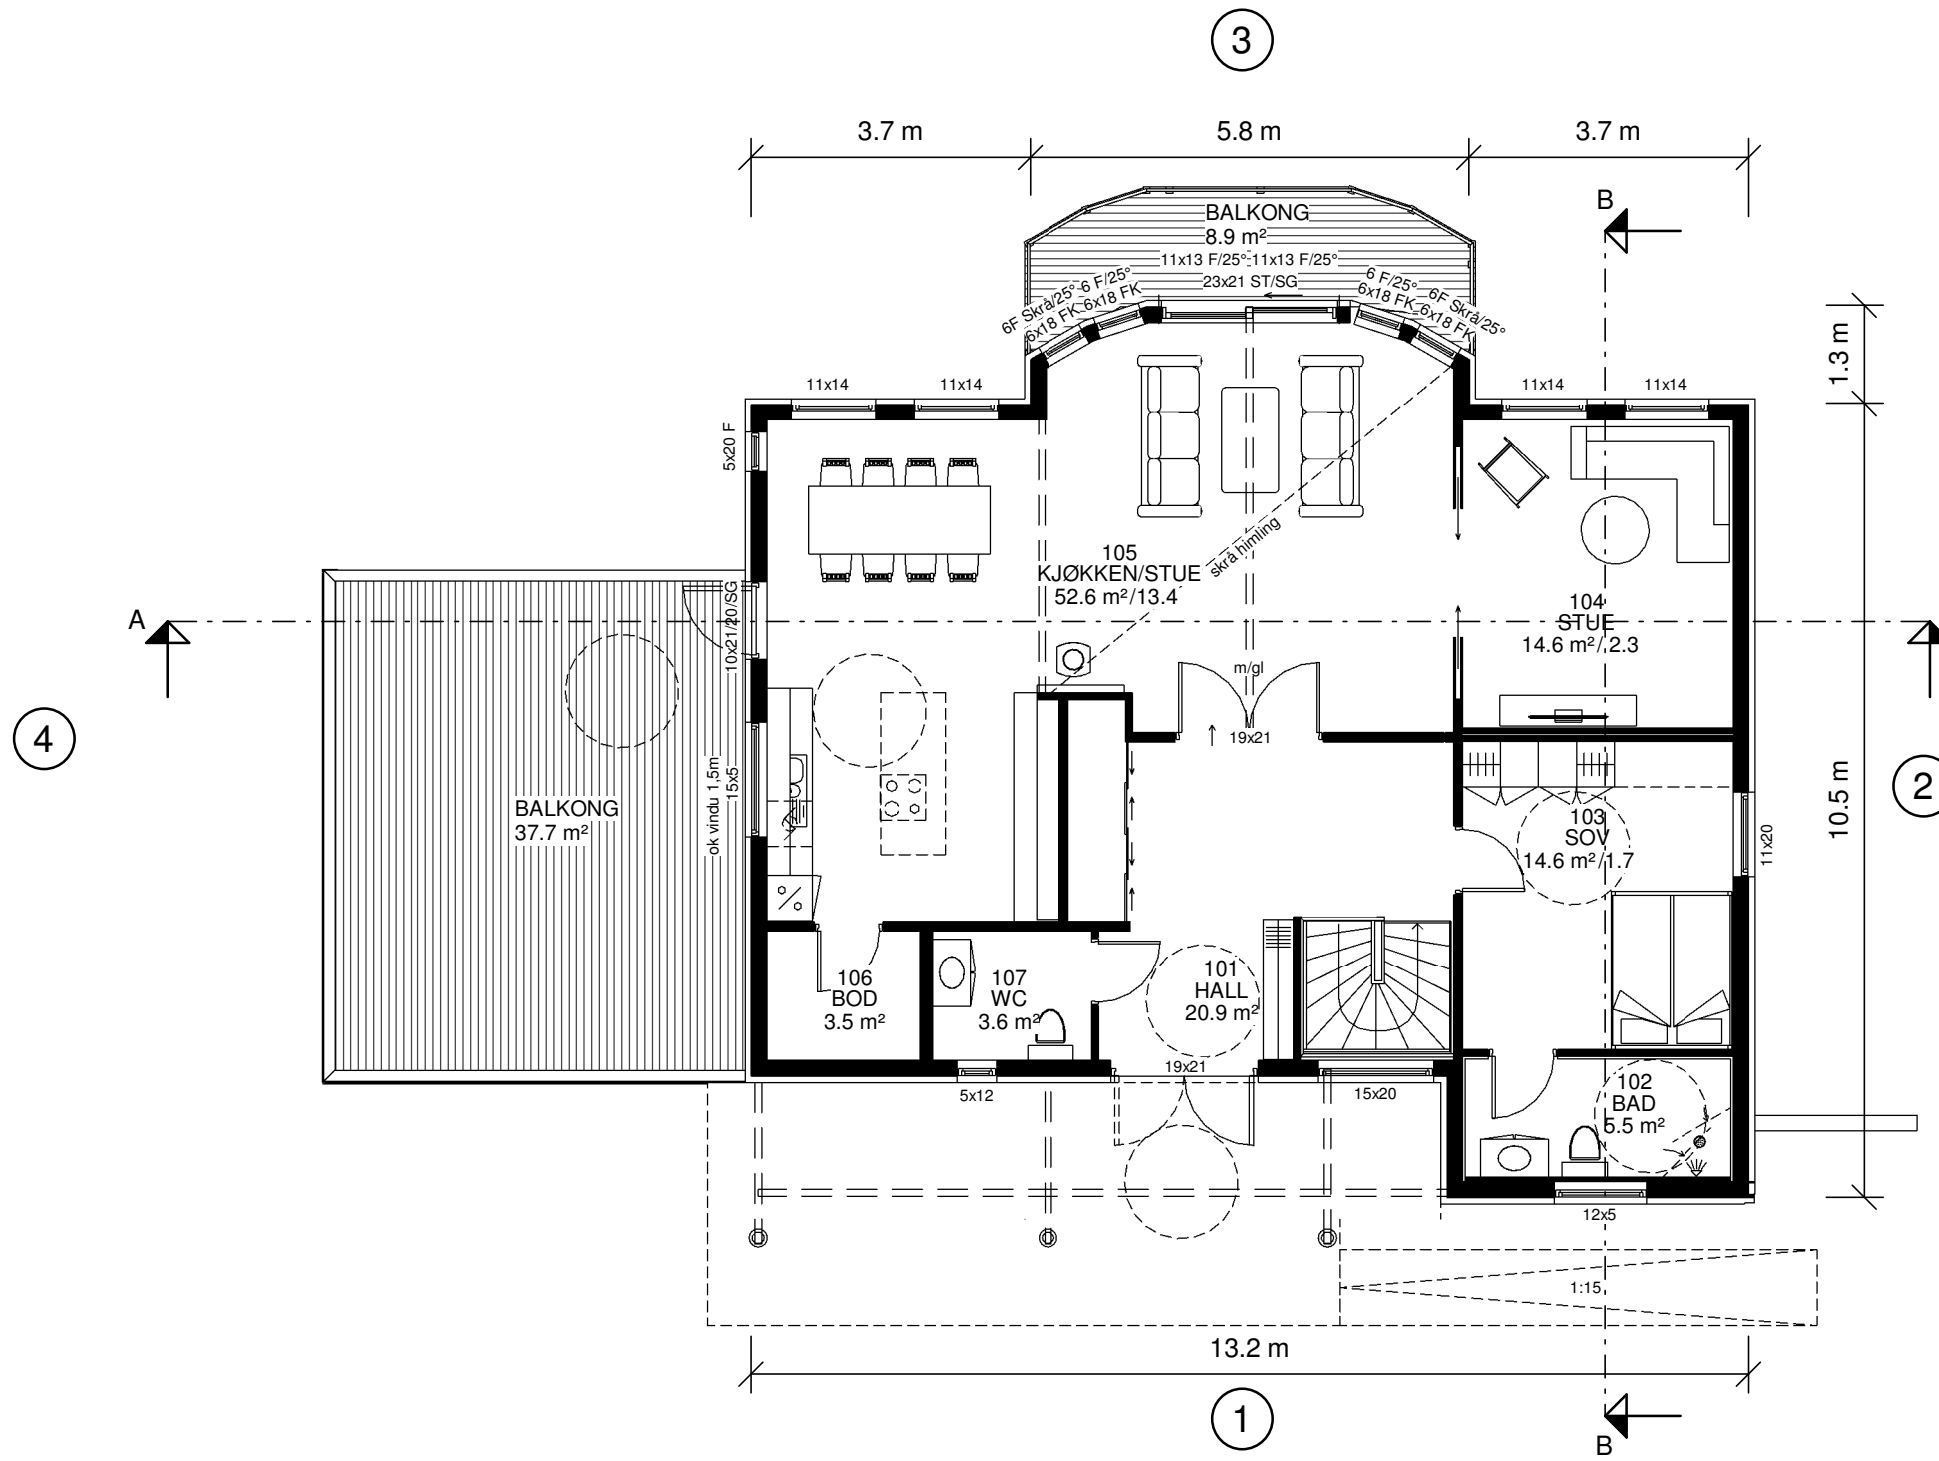 3
3.7 m
5.8 m
3.7 m
B
BALKONG
8.9 m²
11x13 F/25°
11x13 F/25°
23x21 ST/SG
6F Skrå/25°
6 F/25°
6x18 FK
6x18 FK
6 F/25°
6F Skrå/25°
6x18 FK
6x18 FK
1.3 m
11x14
11x14
11x14
11x14
5x20 F
skrå himling
105
KJØKKEN/STUE
52.6 m²/13.4
104
STUE
14.6 m²/ 2.3
10x21/20/SG
A
m/gl
19x21
4
ok vindu 1,5m
15x5
BALKONG
37.7 m²
10.5 m
2
103
SOV
14.6 m²/1.7
11x20
106
BOD
3.5 m²
107
WC
3.6 m²
101
HALL
20.9 m²
19x21
5x12
15x20
102
BAD
5.5 m²
12x5
1:15
13.2 m
1
B